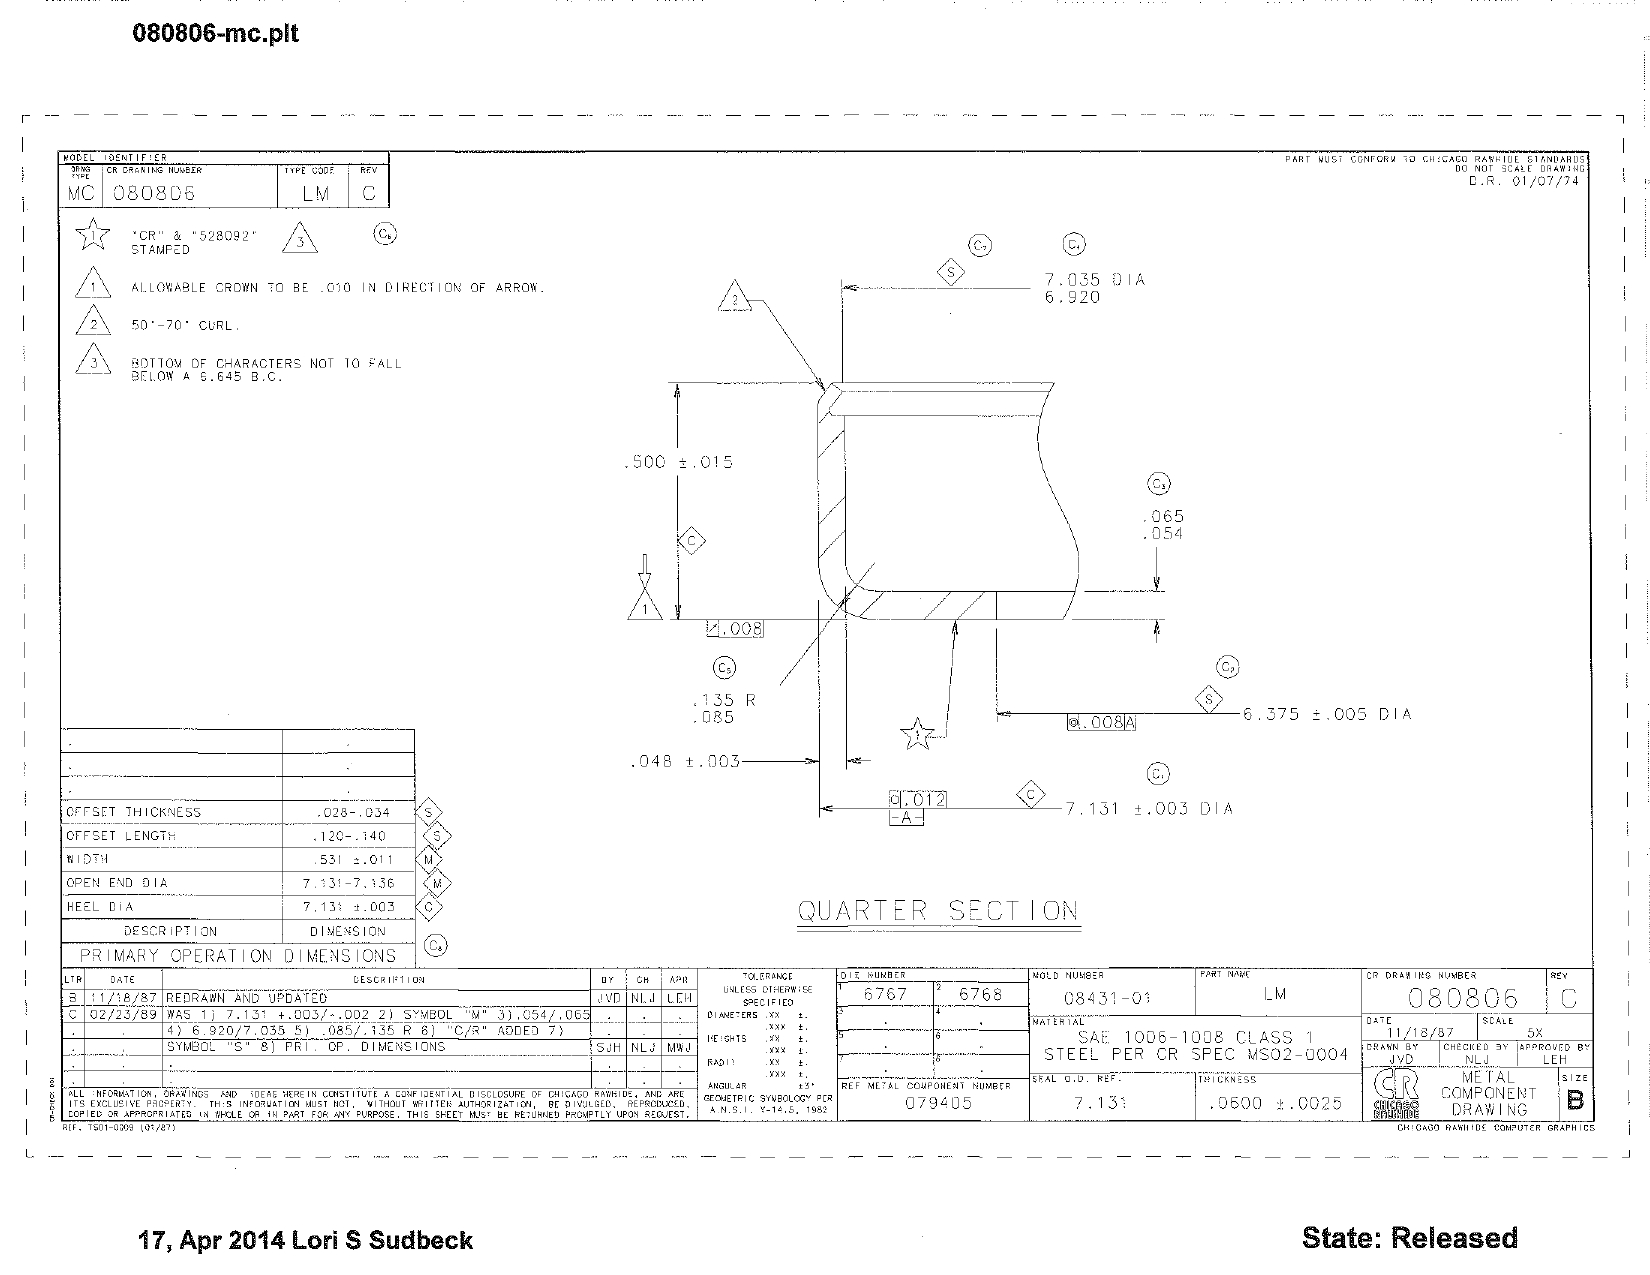 080806-mc.plt
MODEL IDENTIFIER
DRNG TYPE CR DRAWING NUMBER TYPE CODE REV
MC 080806 LM C
PART MUST CONFORM TO CHICAGO RAWHIDE STANDARDS
DO NOT SCALE DRAWING
D.R. 01/07/74
1 "CR" & "528092" 3 C6
STAMPED
1 ALLOWABLE CROWN TO BE .010 IN DIRECTION OF ARROW.
2 50°-70° CURL.
3 BOTTOM OF CHARACTERS NOT TO FALL
BELOW A 6.645 B.C.
C7 C4
S
7.035 DIA
6.920
2
.500 ±.015
C3
.065
.054
C
1
.008
C5
.135 R
.085
C2
S
6.375 ±.005 DIA
.008 A
1
.048 ±.003
C1
.012
-A-
C
7.131 ±.003 DIA
QUARTER SECTION
OFFSET THICKNESS .028-.034 S
OFFSET LENGTH .120-.140 S
WIDTH .531 ±.011 M
OPEN END DIA 7.131-7.136 M
HEEL DIA 7.131 ±.003 C
DESCRIPTION DIMENSION
PRIMARY OPERATION DIMENSIONS C8
LTR DATE DESCRIPTION BY CH APR
B 11/18/87 REDRAWN AND UPDATED JVD NLJ LEH
C 02/23/89 WAS 1) 7.131 +.003/-.002 2) SYMBOL "M" 3).054/.065
4) 6.920/7.035 5) .085/.135 R 6) "C/R" ADDED 7)
SYMBOL "S" 8) PRI. OP. DIMENSIONS SJH NLJ MWJ
ALL INFORMATION, DRAWINGS AND IDEAS HEREIN CONSTITUTE A CONFIDENTIAL DISCLOSURE OF CHICAGO RAWHIDE, AND ARE
ITS EXCLUSIVE PROPERTY. THIS INFORMATION MUST NOT, WITHOUT WRITTEN AUTHORIZATION, BE DIVULGED, REPRODUCED,
COPIED OR APPROPRIATED IN WHOLE OR IN PART FOR ANY PURPOSE. THIS SHEET MUST BE RETURNED PROMPTLY UPON REQUEST.
REF. TS01-0009 (01/87)
TOLERANCE
UNLESS OTHERWISE
SPECIFIED
DIAMETERS .XX ±.
.XXX ±.
HEIGHTS .XX ±.
.XXX ±.
RADII .XX ±.
.XXX ±.
ANGULAR ±3°
GEOMETRIC SYMBOLOGY PER
A.N.S.I. Y-14.5, 1982
DIE NUMBER
1 6767 2 6768
3 4
5 6
7 8
REF METAL COMPONENT NUMBER
079405
MOLD NUMBER
08431-01
PART NAME
LM
MATERIAL
SAE 1006-1008 CLASS 1
STEEL PER CR SPEC MS02-0004
SEAL O.D. REF.
7.131
THICKNESS
.0600 ±.0025
CR DRAWING NUMBER REV
080806 C
DATE SCALE
11/18/87 5X
DRAWN BY CHECKED BY APPROVED BY
JVD NLJ LEH
CR
CHICAGO
RAWHIDE
METAL
COMPONENT
DRAWING
SIZE
B
CHICAGO RAWHIDE COMPUTER GRAPHICS
17, Apr 2014 Lori S Sudbeck
State: Released